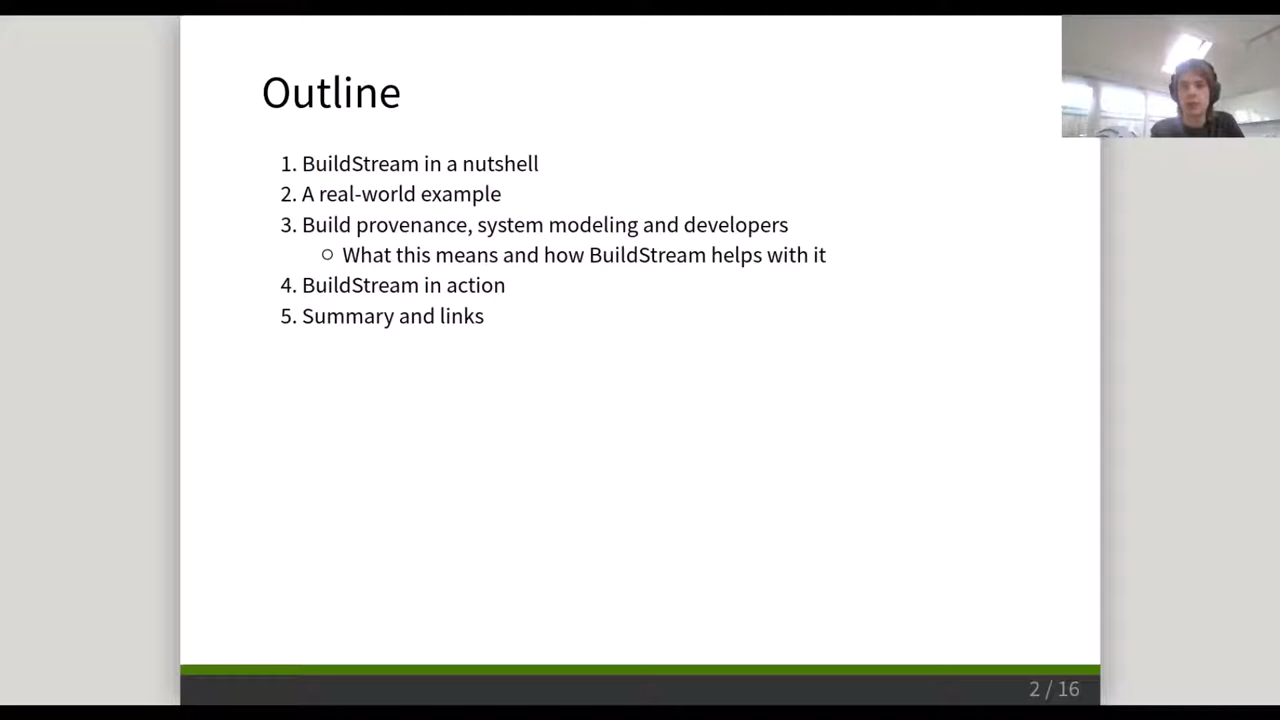 Outline
1. BuildStream in a nutshell
2. A real-world example
3. Build provenance, system modeling and developers
○ What this means and how BuildStream helps with it
4. BuildStream in action
5. Summary and links
2 / 16